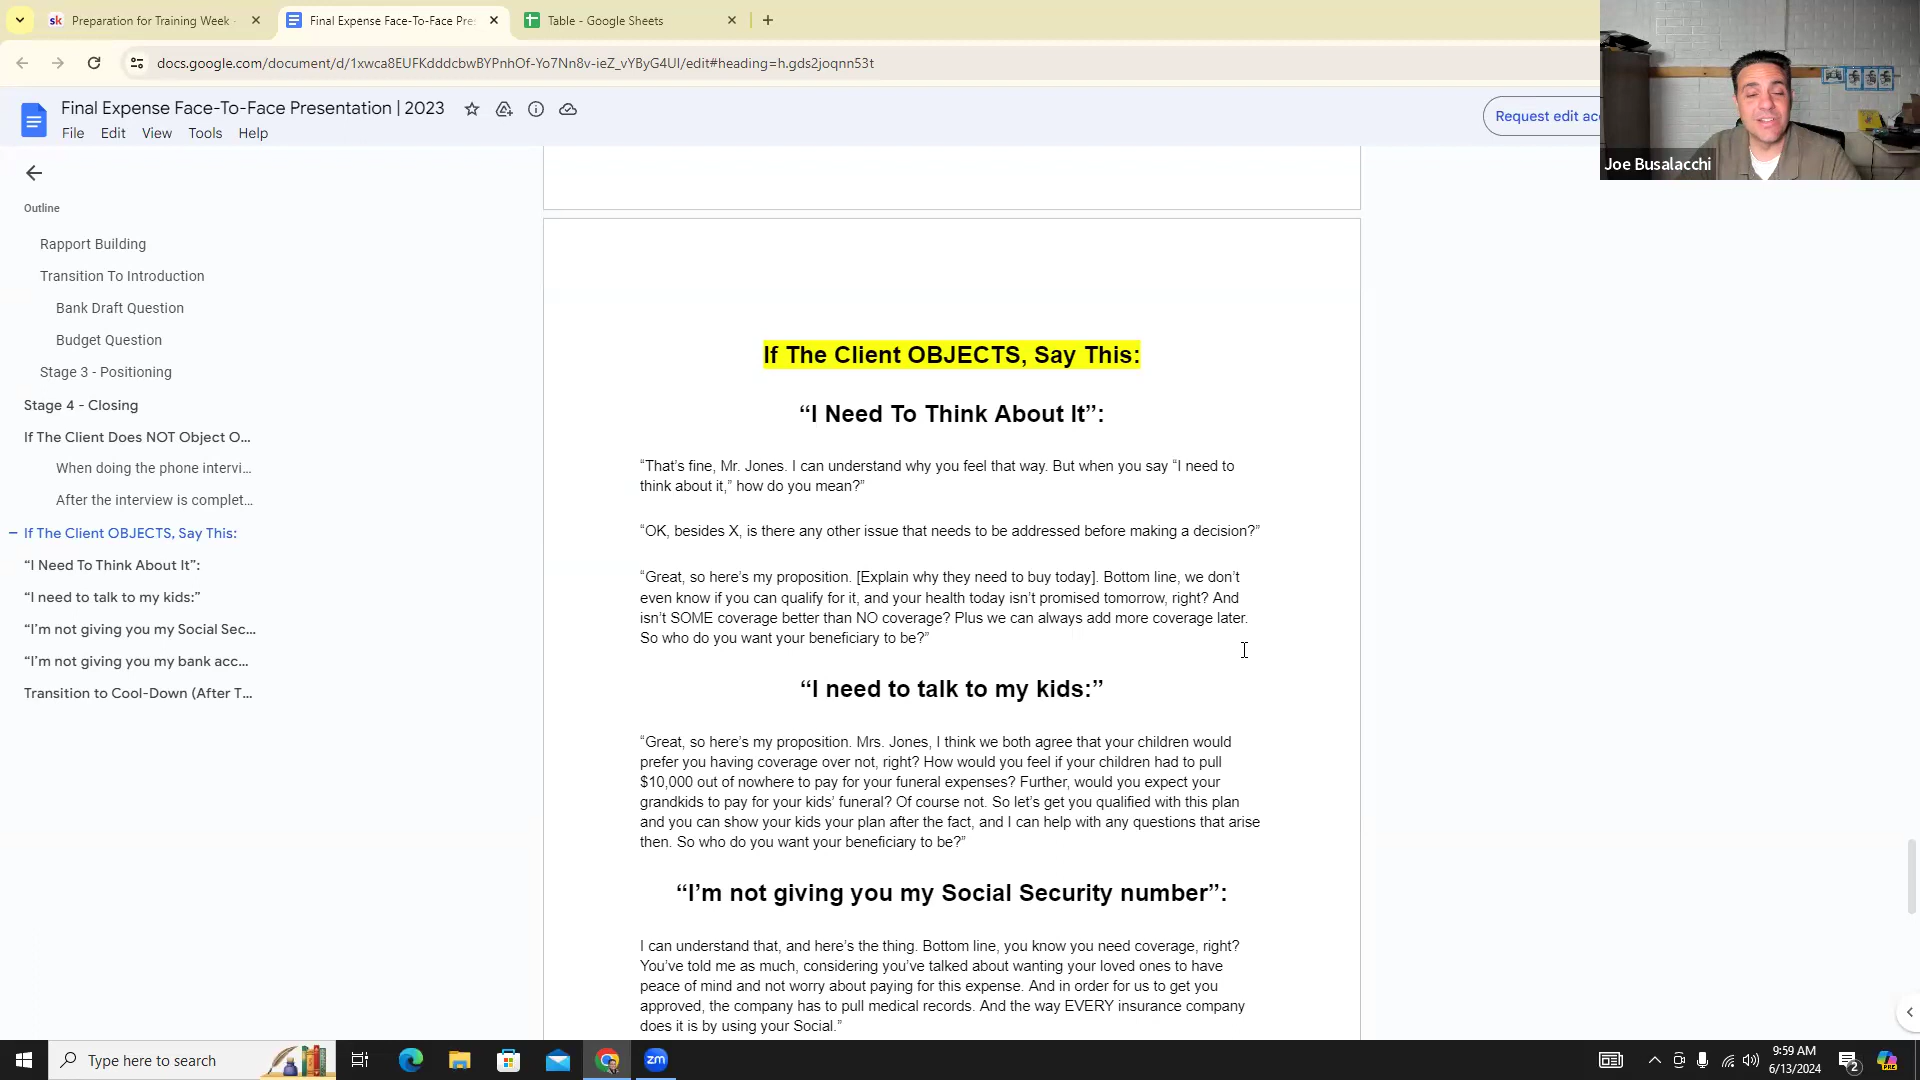 Preparation for Training Week
Final Expense Face-To-Face Pre
Table - Google Sheets
docs.google.com/document/d/1xwca8EUFKdddcbwBYPnhOf-Yo7Nn8v-ieZ_vYByG4UI/edit#heading=h.gds2joqnn53t
Final Expense Face-To-Face Presentation | 2023
File Edit View Tools Help
Request edit acc
Joe Busalacchi
Outline
Rapport Building
Transition To Introduction
Bank Draft Question
Budget Question
Stage 3 - Positioning
Stage 4 - Closing
If The Client Does NOT Object O...
When doing the phone intervi...
After the interview is complet...
If The Client OBJECTS, Say This:
“I Need To Think About It”:
“I need to talk to my kids:”
“I’m not giving you my Social Sec...
“I’m not giving you my bank acc...
Transition to Cool-Down (After T...
If The Client OBJECTS, Say This:
“I Need To Think About It”:
“That’s fine, Mr. Jones. I can understand why you feel that way. But when you say “I need to
think about it,” how do you mean?”
“OK, besides X, is there any other issue that needs to be addressed before making a decision?”
“Great, so here’s my proposition. [Explain why they need to buy today]. Bottom line, we don’t
even know if you can qualify for it, and your health today isn’t promised tomorrow, right? And
isn’t SOME coverage better than NO coverage? Plus we can always add more coverage later.
So who do you want your beneficiary to be?”
“I need to talk to my kids:”
“Great, so here’s my proposition. Mrs. Jones, I think we both agree that your children would
prefer you having coverage over not, right? How would you feel if your children had to pull
$10,000 out of nowhere to pay for your funeral expenses? Further, would you expect your
grandkids to pay for your kids’ funeral? Of course not. So let’s get you qualified with this plan
and you can show your kids your plan after the fact, and I can help with any questions that arise
then. So who do you want your beneficiary to be?”
“I’m not giving you my Social Security number”:
I can understand that, and here’s the thing. Bottom line, you know you need coverage, right?
You’ve told me as much, considering you’ve talked about wanting your loved ones to have
peace of mind and not worry about paying for this expense. And in order for us to get you
approved, the company has to pull medical records. And the way EVERY insurance company
does it is by using your Social.”
Type here to search
zm
9:59 AM
6/13/2024
2